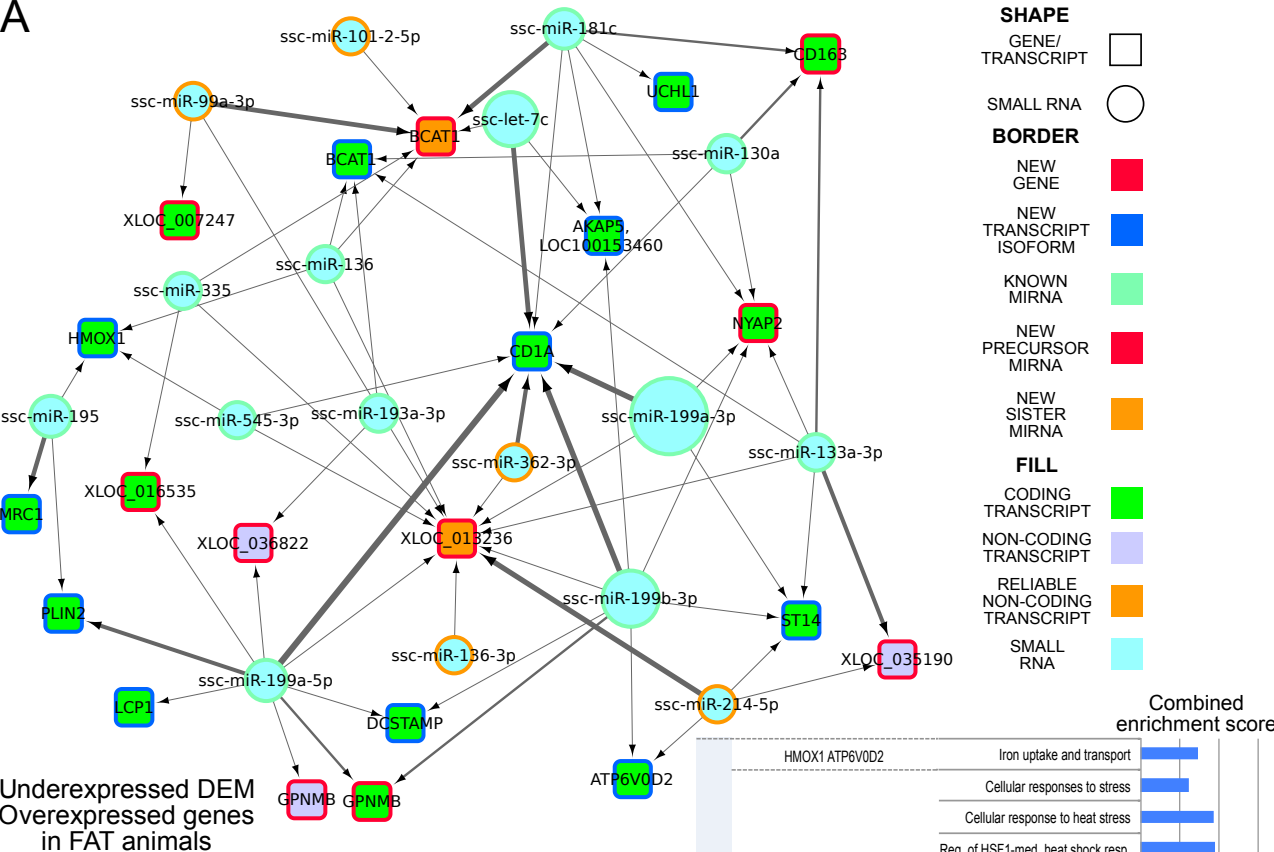 A
ssc-miR-101-2-5p
ssc-miR-181c
CD163
UCHL1
ssc-miR-99a-3p
ssc-let-7c
BCAT1
BCAT1
ssc-miR-130a
XLOC_007247
AKAP5,
LOC100153460
ssc-miR-136
ssc-miR-335
HMOX1
NYAP2
CD1A
ssc-miR-195
ssc-miR-545-3p
ssc-miR-193a-3p
ssc-miR-199a-3p
ssc-miR-362-3p
ssc-miR-133a-3p
MRC1
XLOC_016535
XLOC_036822
XLOC_013236
PLIN2
ssc-miR-199b-3p
ST14
ssc-miR-136-3p
XLOC_035190
ssc-miR-199a-5p
LCP1
DCSTAMP
ssc-miR-214-5p
ATP6V0D2
GPNMB
GPNMB
Underexpressed DEM
Overexpressed genes
in FAT animals
SHAPE
GENE/
TRANSCRIPT
SMALL RNA
BORDER
NEW
GENE
NEW
TRANSCRIPT
ISOFORM
KNOWN
MIRNA
NEW
PRECURSOR
MIRNA
NEW
SISTER
MIRNA
FILL
CODING
TRANSCRIPT
NON-CODING
TRANSCRIPT
RELIABLE
NON-CODING
TRANSCRIPT
SMALL
RNA
Combined
enrichment score
HMOX1 ATP6V0D2
Iron uptake and transport
Cellular responses to stress
Cellular response to heat stress
Reg. of HSF1-med. heat shock resp.